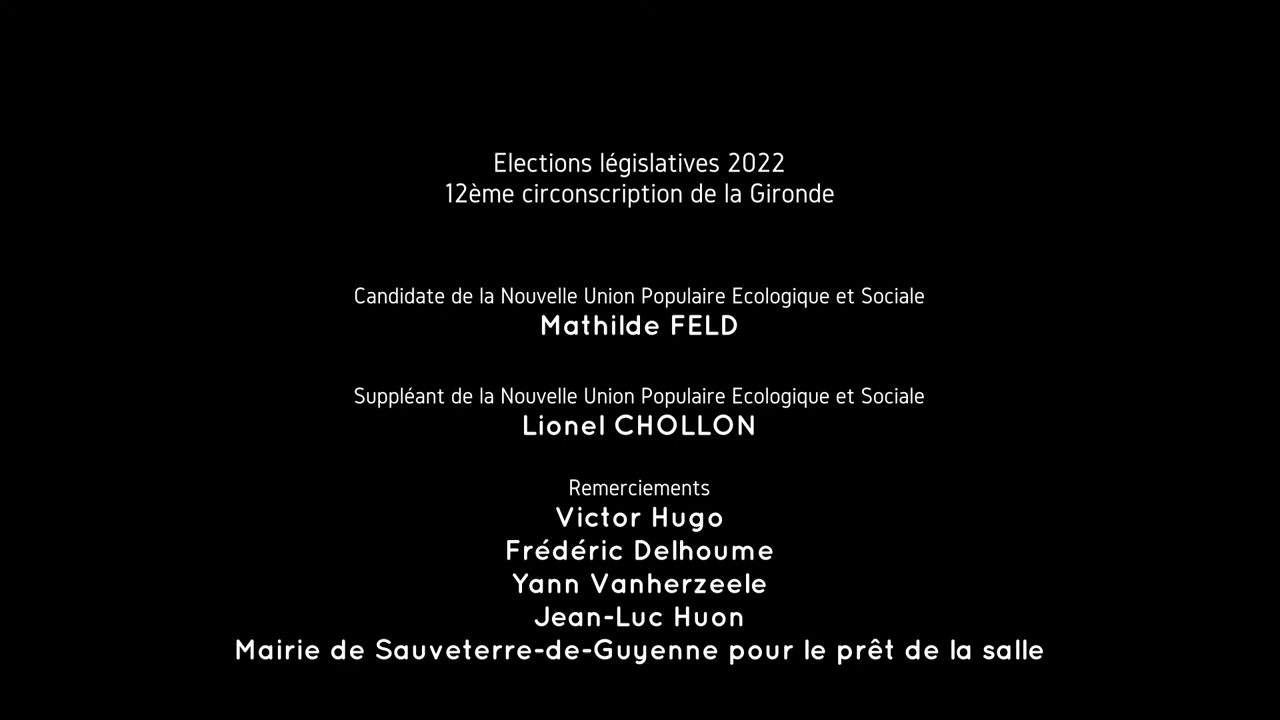 Elections législatives 2022
12ème circonscription de la Gironde
Candidate de la Nouvelle Union Populaire Ecologique et Sociale
Mathilde FELD
Suppléant de la Nouvelle Union Populaire Ecologique et Sociale
Lionel CHOLLON
Remerciements
Victor Hugo
Frédéric Delhoume
Yann Vanherzeele
Jean-Luc Huon
Mairie de Sauveterre-de-Guyenne pour le prêt de la salle